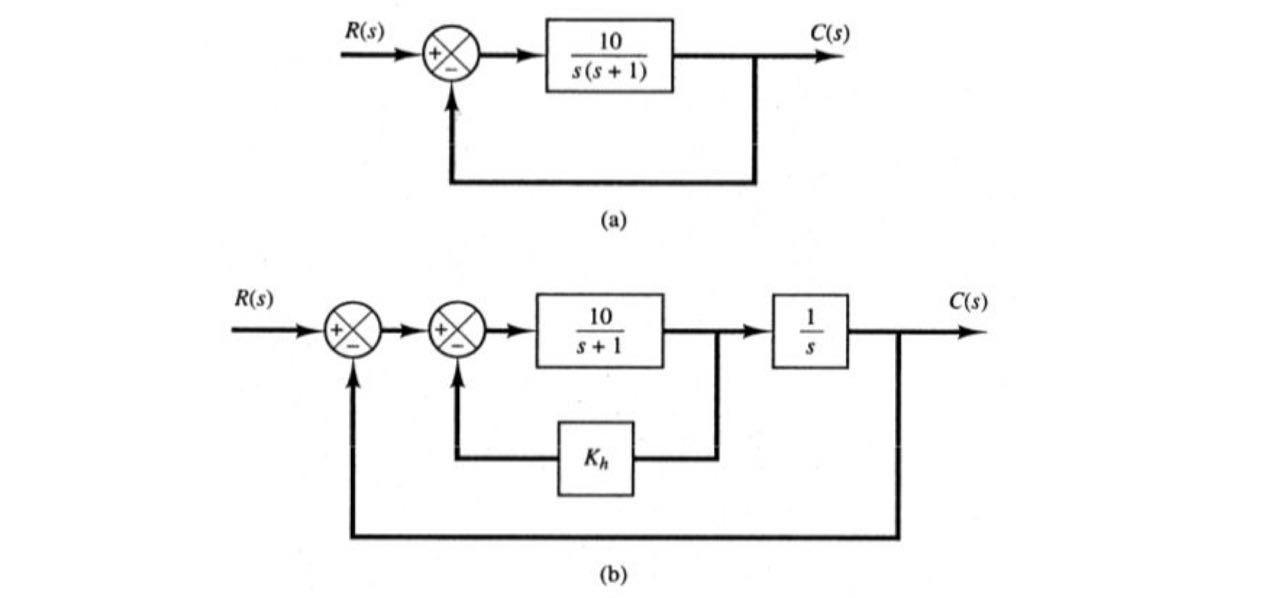 R(s) + − 10 C(s)
s(s + 1)
(a)
R(s) + − + − 10 1 C(s)
s + 1 s
K_h
(b)